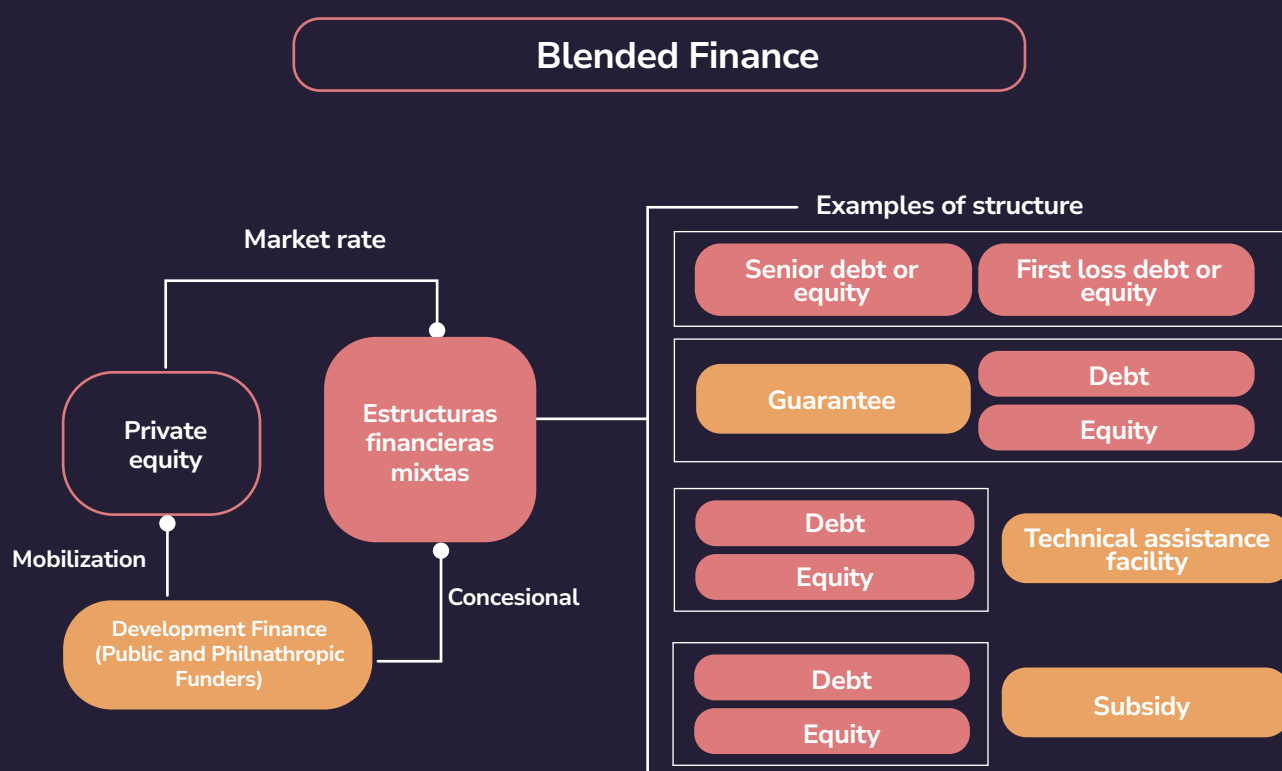 Blended Finance
Market rate
Private
equity
Estructuras
financieras
mixtas
Mobilization
Concesional
Development Finance
(Public and Philnathropic
Funders)
Examples of structure
Senior debt or
equity
First loss debt or
equity
Guarantee
Debt
Equity
Debt
Equity
Technical assistance
facility
Debt
Equity
Subsidy